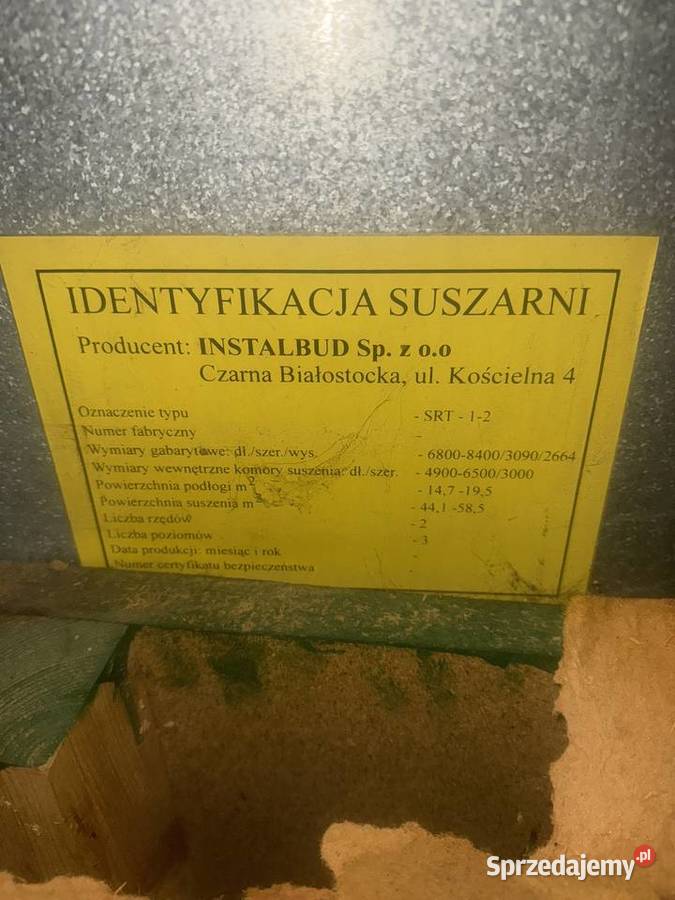 IDENTYFIKACJA SUSZARNI
Producent: INSTALBUD Sp. z o.o
Czarna Białostocka, ul. Kościelna 4
Oznaczenie typu - SRT - 1-2
Numer fabryczny -
Wymiary gabarytowe: dł./szer./wys. - 6800-8400/3090/2664
Wymiary wewnętrzne komory suszenia: dł./szer. - 4900-6500/3000
Powierzchnia podłogi m² - 14,7 -19,5
Powierzchnia suszenia m² - 44,1 -58,5
Liczba rzędów - 2
Liczba poziomów - 3
Data produkcji: miesiąc i rok -
Numer certyfikatu bezpieczeństwa -
Sprzedajemy.pl